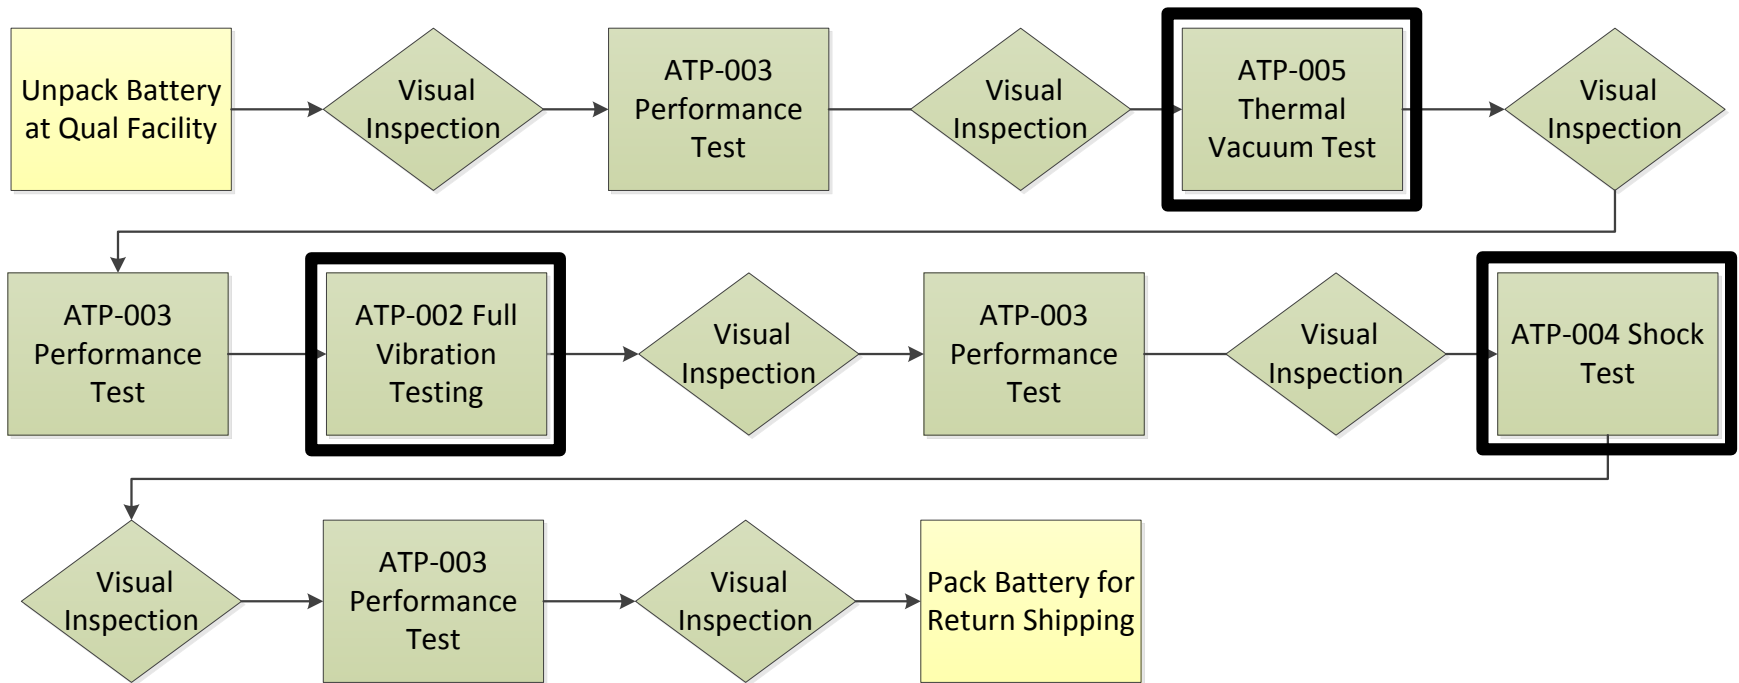 Unpack Battery
at Qual Facility
Visual
Inspection
ATP-003
Performance
Test
Visual
Inspection
ATP-005
Thermal
Vacuum Test
Visual
Inspection
ATP-003
Performance
Test
ATP-002 Full
Vibration
Testing
Visual
Inspection
ATP-003
Performance
Test
Visual
Inspection
ATP-004 Shock
Test
Visual
Inspection
ATP-003
Performance
Test
Visual
Inspection
Pack Battery for
Return Shipping